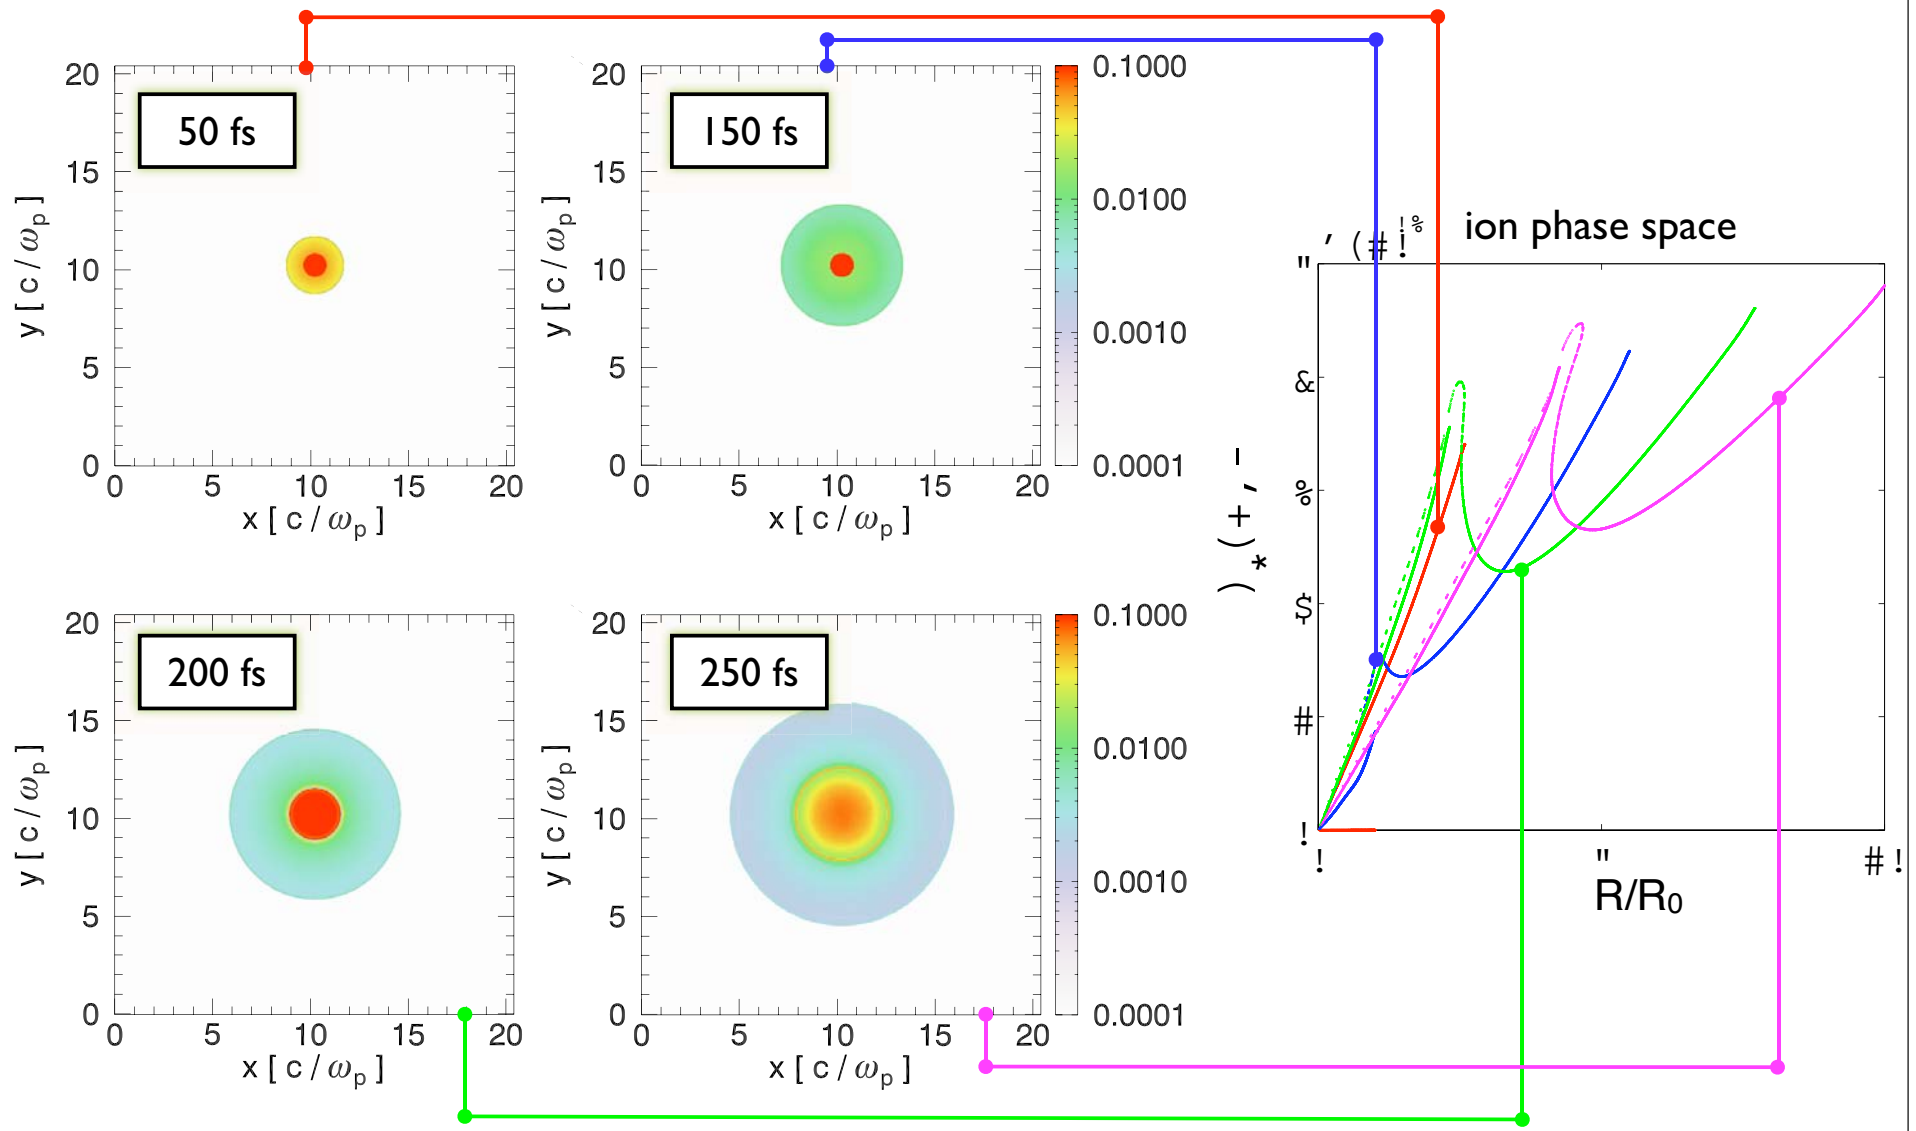 50 fs
20
15
10
5
0
0 5 10 15 20
x [ c / ωp ]
y [ c / ωp ]
150 fs
20
15
10
5
0
0 5 10 15 20
x [ c / ωp ]
y [ c / ωp ]
0.1000
0.0100
0.0010
0.0001
200 fs
20
15
10
5
0
0 5 10 15 20
x [ c / ωp ]
y [ c / ωp ]
250 fs
20
15
10
5
0
0 5 10 15 20
x [ c / ωp ]
y [ c / ωp ]
0.1000
0.0100
0.0010
0.0001
ion phase space
' (#!!%
"
&
%
$
#
!
! " #!
)*(+,-
R/R0